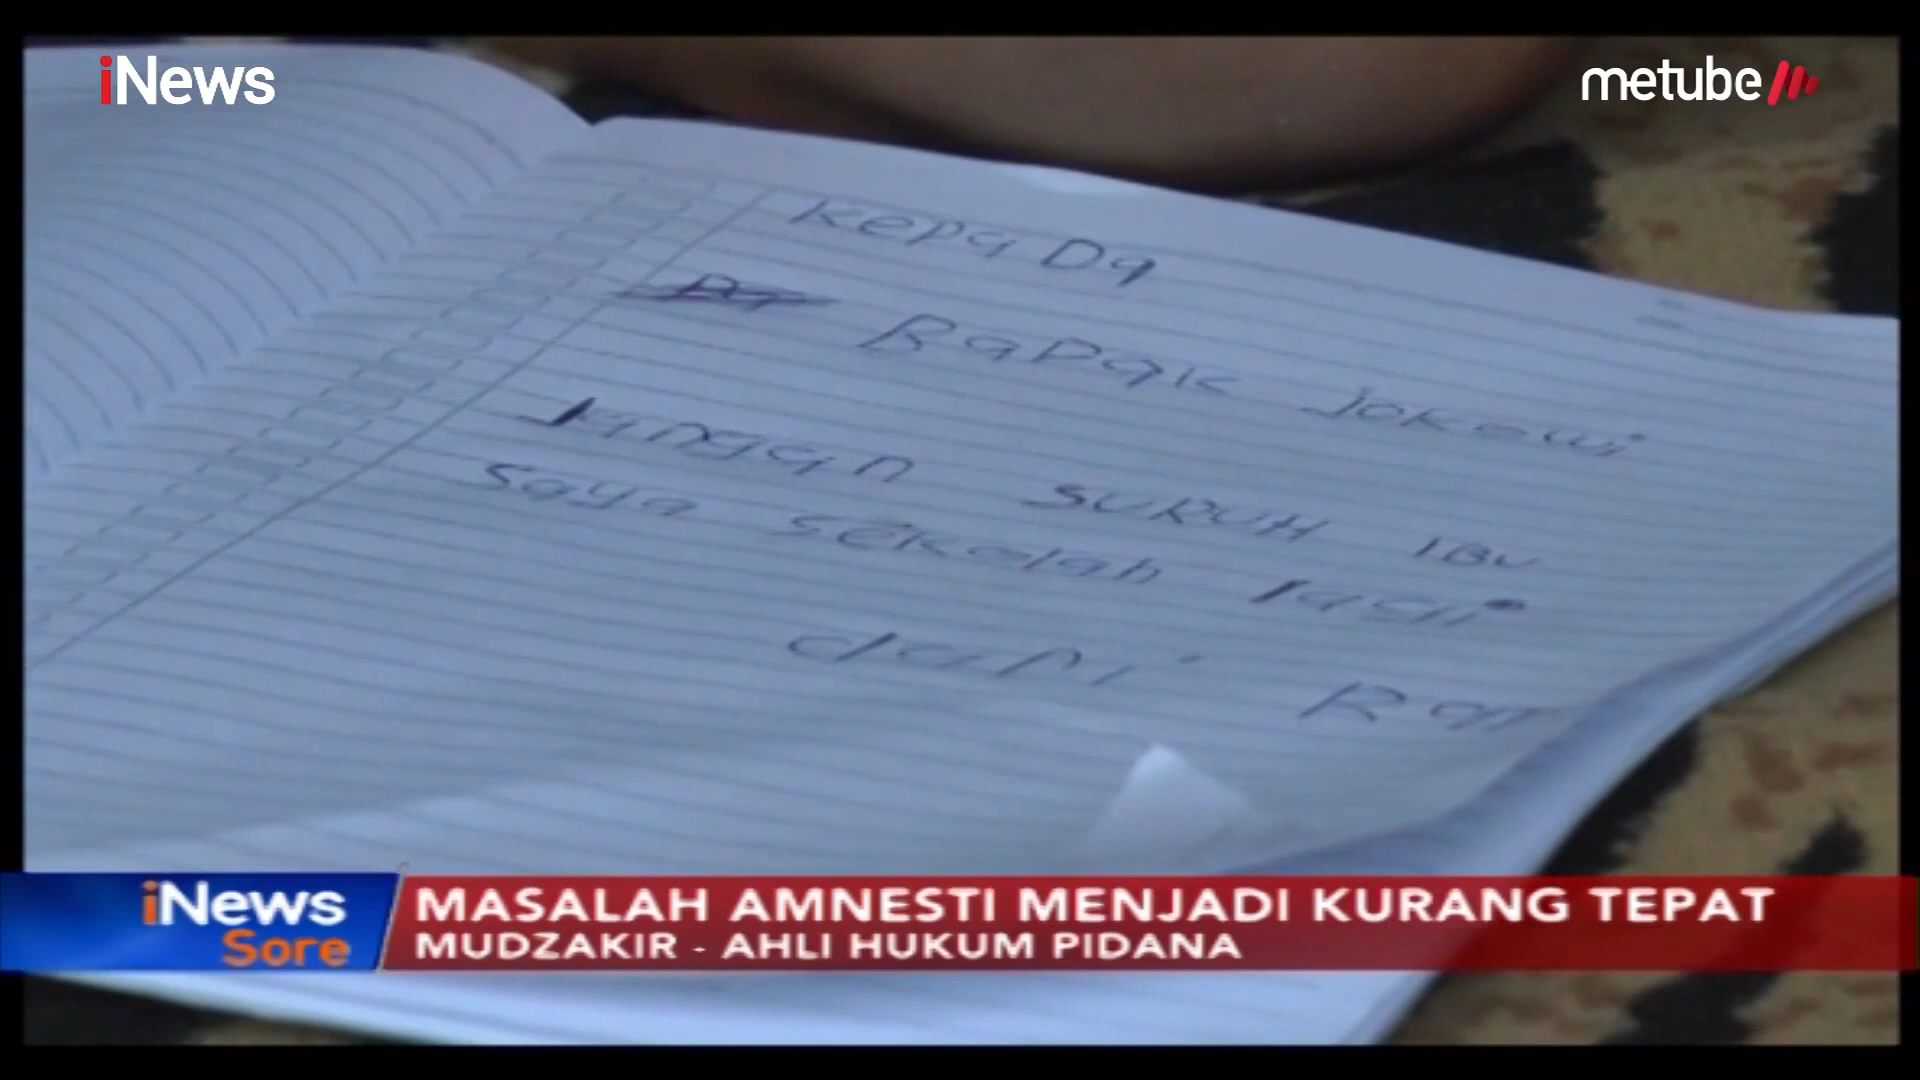 iNews
metube
KepaDa
BaPak jokowi
Jangan SURUH IBU
Saya sekolah lagi
dari
iNews
Sore
MASALAH AMNESTI MENJADI KURANG TEPAT
MUDZAKIR - AHLI HUKUM PIDANA